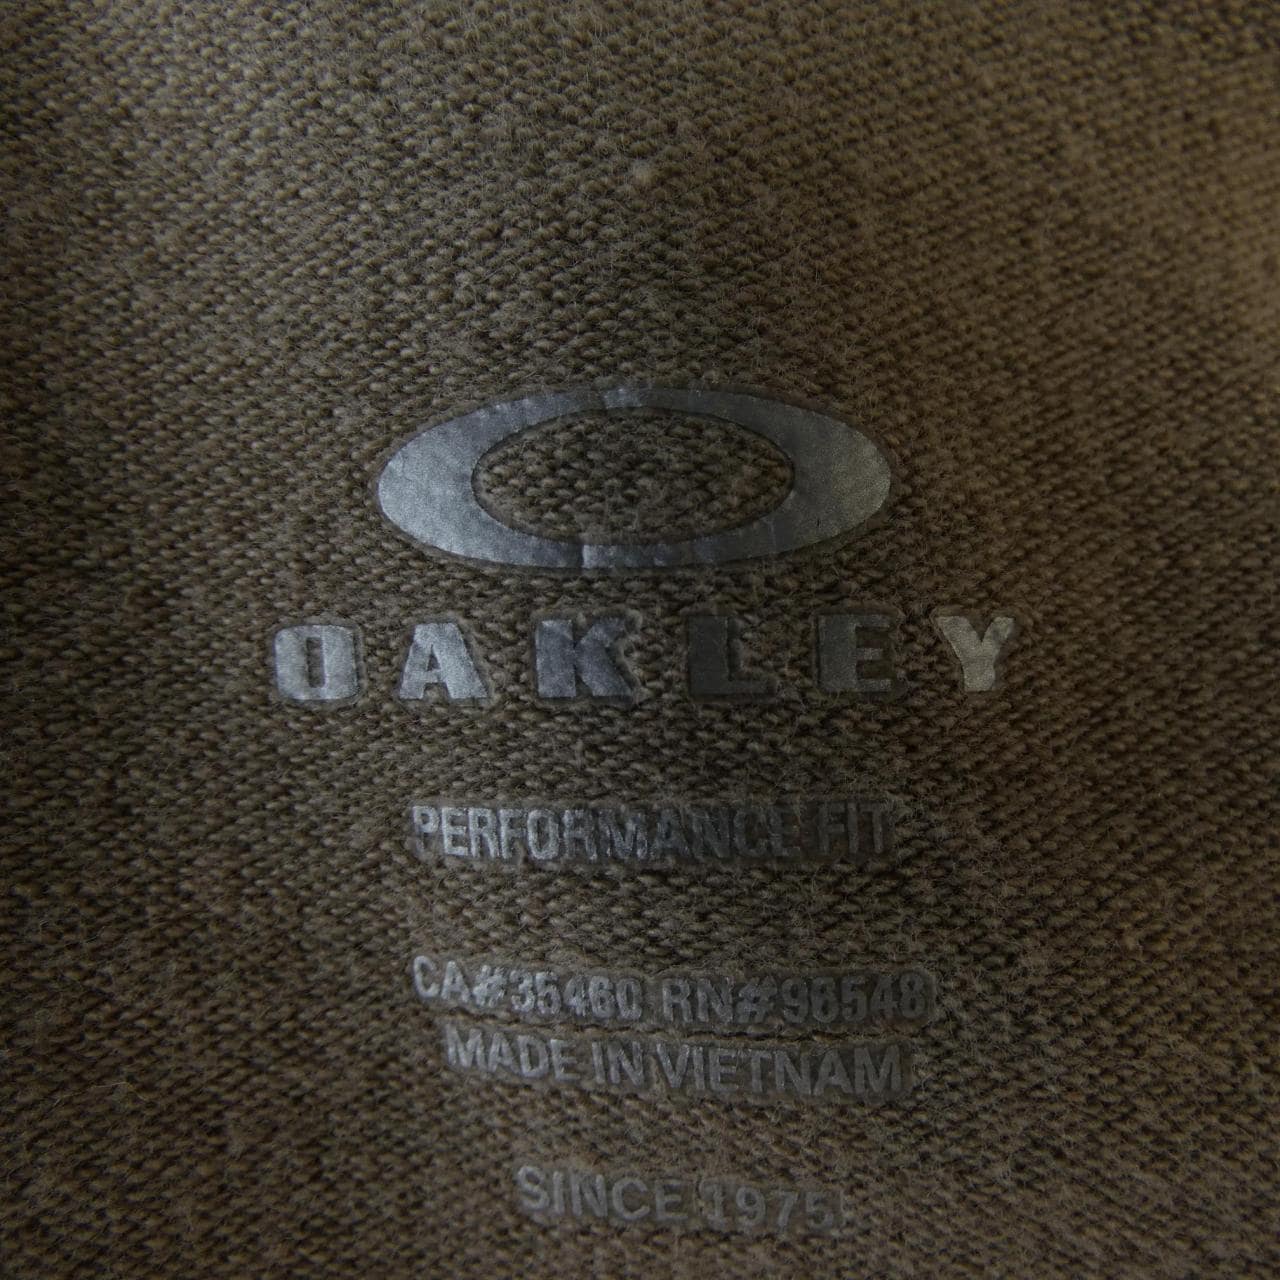 OAKLEY
PERFORMANCE FIT
CA#35460 RN#96548
MADE IN VIETNAM
SINCE 1975